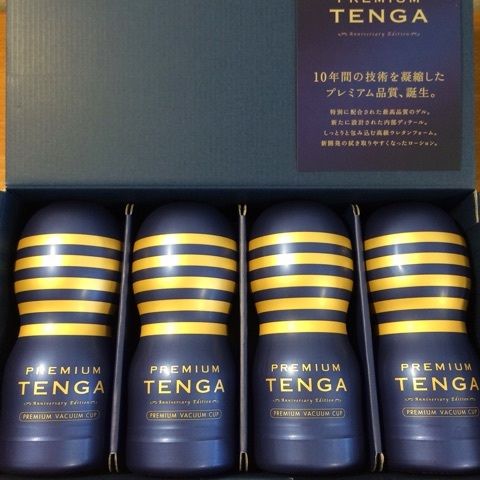 PREMIUM
TENGA
Anniversary Edition
10年間の技術を凝縮した
プレミアム品質、誕生。
特別に配合された最高品質のゲル。
新たに設計された内部ディテール。
しっとりと包み込む高級ウレタンフォーム。
新開発の拭き取りやすくなったローション。
PREMIUM
TENGA
Anniversary Edition
PREMIUM VACUUM CUP
PREMIUM
TENGA
Anniversary Edition
PREMIUM VACUUM CUP
PREMIUM
TENGA
Anniversary Edition
PREMIUM VACUUM CUP
PREMIUM
TENGA
Anniversary Edition
PREMIUM VACUUM CUP